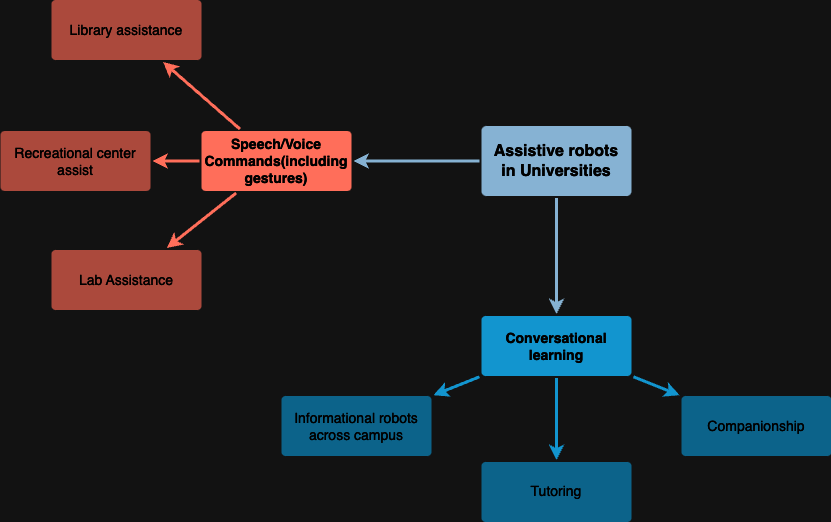 Library assistance
Recreational center
assist
Speech/Voice
Commands(including
gestures)
Assistive robots
in Universities
Lab Assistance
Conversational
learning
Informational robots
across campus
Companionship
Tutoring